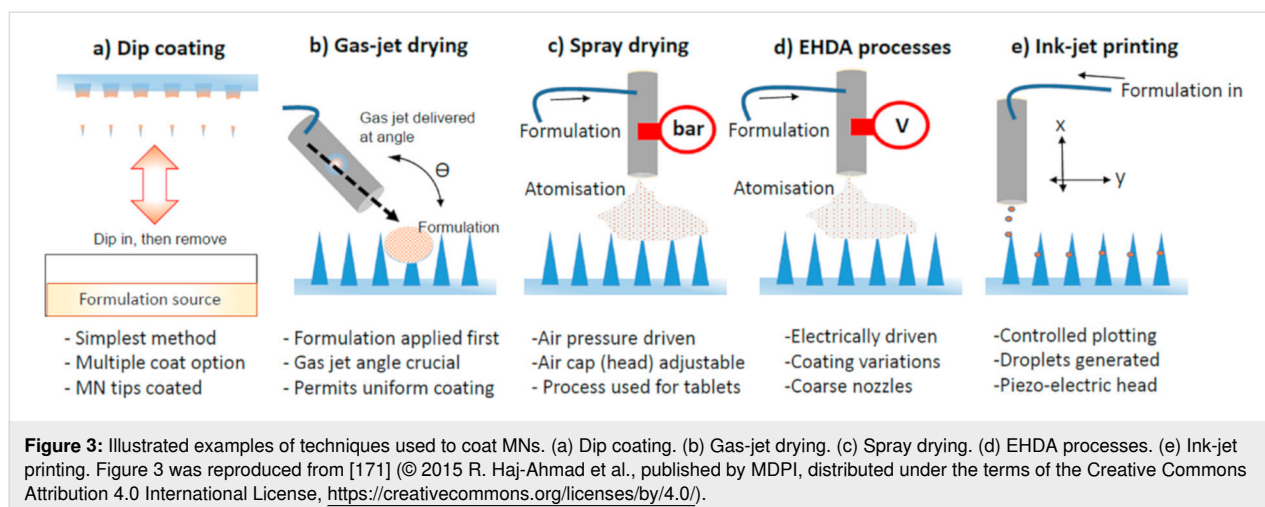 a) Dip coating
Dip in, then remove
Formulation source
- Simplest method
- Multiple coat option
- MN tips coated
b) Gas-jet drying
Gas jet delivered
at angle
Θ
Formulation
- Formulation applied first
- Gas jet angle crucial
- Permits uniform coating
c) Spray drying
Formulation
bar
Atomisation
-Air pressure driven
- Air cap (head) adjustable
- Process used for tablets
d) EHDA processes
Formulation
V
Atomisation
-Electrically driven
- Coating variations
- Coarse nozzles
e) Ink-jet printing
Formulation in
x
y
-Controlled plotting
- Droplets generated
-Piezo-electric head
Figure 3: Illustrated examples of techniques used to coat MNs. (a) Dip coating. (b) Gas-jet drying. (c) Spray drying. (d) EHDA processes. (e) Ink-jet
printing. Figure 3 was reproduced from [171] (© 2015 R. Haj-Ahmad et al., published by MDPI, distributed under the terms of the Creative Commons
Attribution 4.0 International License, https://creativecommons.org/licenses/by/4.0/).